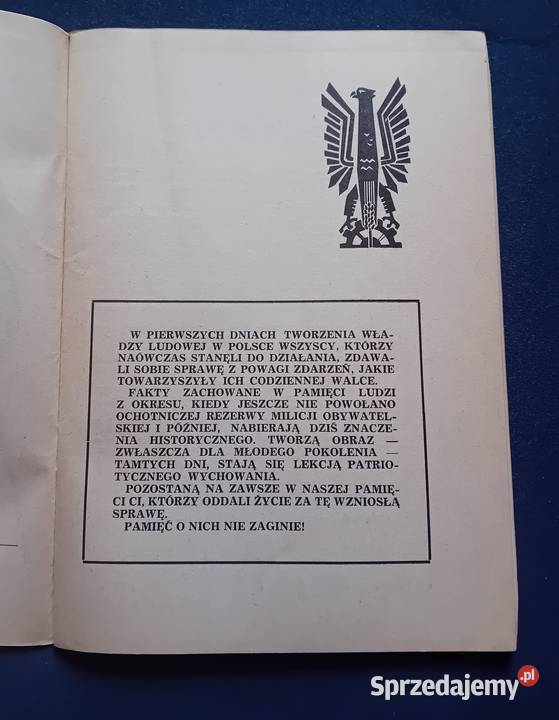 W PIERWSZYCH DNIACH TWORZENIA WŁA-
DZY LUDOWEJ W POLSCE WSZYSCY, KTÓRZY
NAÓWCZAS STANĘLI DO DZIAŁANIA, ZDAWA-
LI SOBIE SPRAWĘ Z POWAGI ZDARZEŃ, JAKIE
TOWARZYSZYŁY ICH CODZIENNEJ WALCE.
FAKTY ZACHOWANE W PAMIĘCI LUDZI
Z OKRESU, KIEDY JESZCZE NIE POWOŁANO
OCHOTNICZEJ REZERWY MILICJI OBYWATEL-
SKIEJ I PÓŹNIEJ, NABIERAJĄ DZIŚ ZNACZE-
NIA HISTORYCZNEGO. TWORZĄ OBRAZ —
ZWŁASZCZA DLA MŁODEGO POKOLENIA —
TAMTYCH DNI, STAJĄ SIĘ LEKCJĄ PATRIO-
TYCZNEGO WYCHOWANIA.
POZOSTANĄ NA ZAWSZE W NASZEJ PAMIĘ-
CI CI, KTÓRZY ODDALI ŻYCIE ZA TĘ WZNIOSŁĄ
SPRAWĘ.
PAMIĘĆ O NICH NIE ZAGINIE!
Sprzedajemy.pl